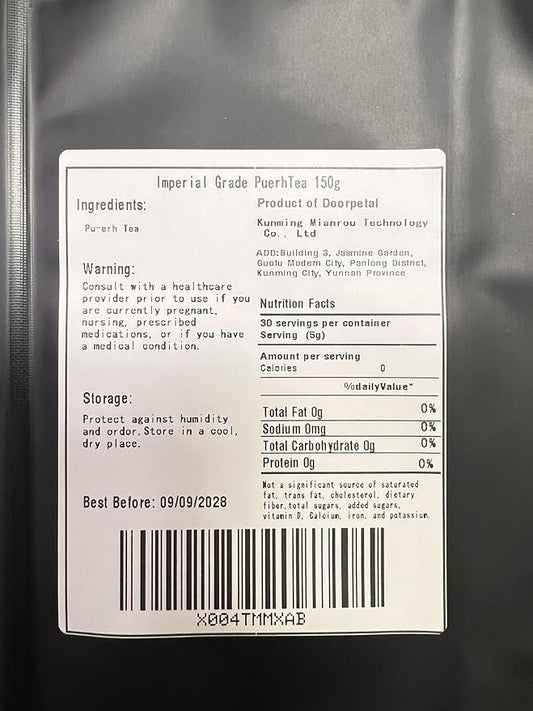 Imperial Grade PuerhTea 150g
Ingredients:
Pu-erh Tea
Warning:
Consult with a healthcare
provider prior to use if you
are currently pregnant,
nursing, prescribed
medications, or if you have
a medical condition.
Storage:
Protect against humidity
and ordor.Store in a cool,
dry place.
Best Before: 09/09/2028
Product of Doorpetal
Kunming Mianrou Technology
Co., Ltd
ADD:Building 3, Jasmine Garden,
Guofu Modern City, Panlong District,
Kunming City, Yunnan Province
Nutrition Facts
30 servings per container
Serving (5g)
Amount per serving
Calories 0
%dailyValue*
Total Fat 0g 0%
Sodium 0mg 0%
Total Carbohydrate 0g 0%
Protein 0g 0%
Not a significant source of saturated
fat, trans fat, cholesterol, dietary
fiber,total sugars, added sugars,
vitamin D, Calcium, iron, and potassium.
X004TMMXAB